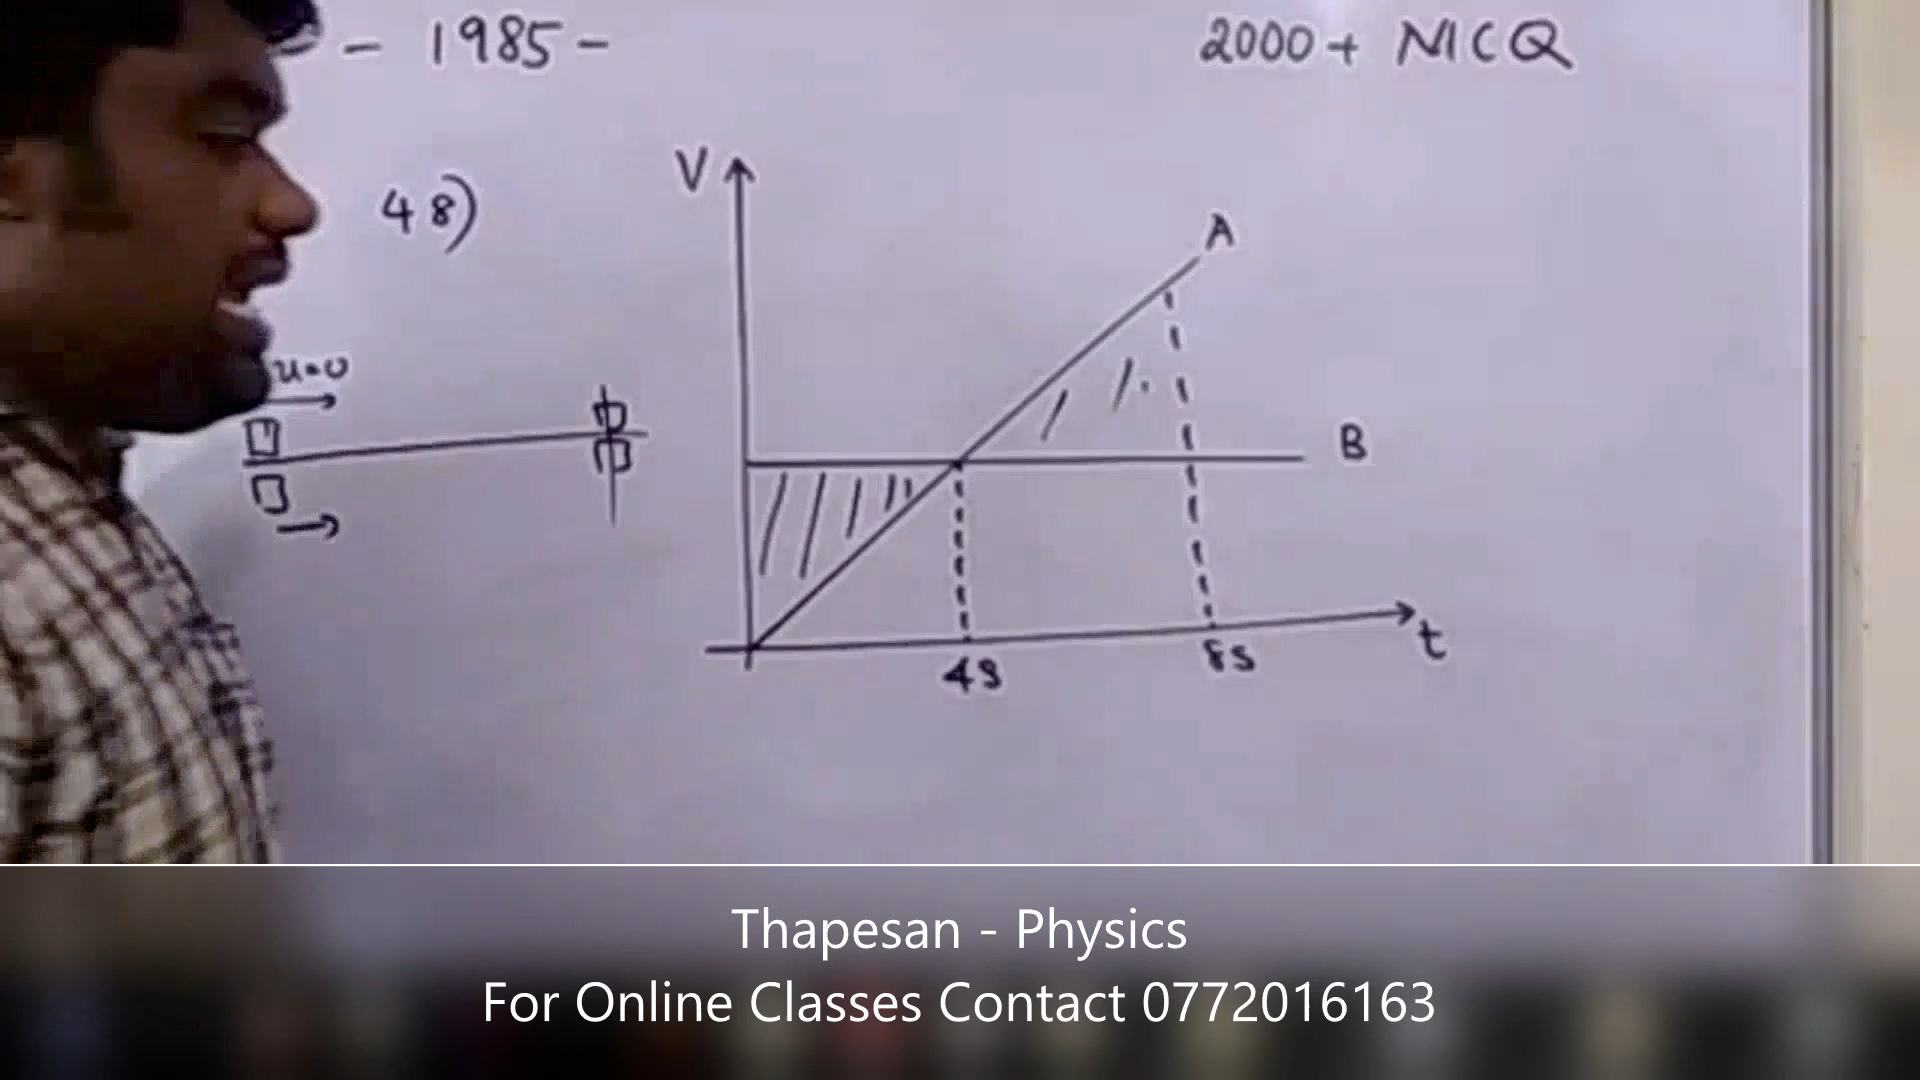 - 1985 -
2000+ MCQ
48)
V
A
u=0
B
4s
8s
t
Thapesan - Physics
For Online Classes Contact 0772016163